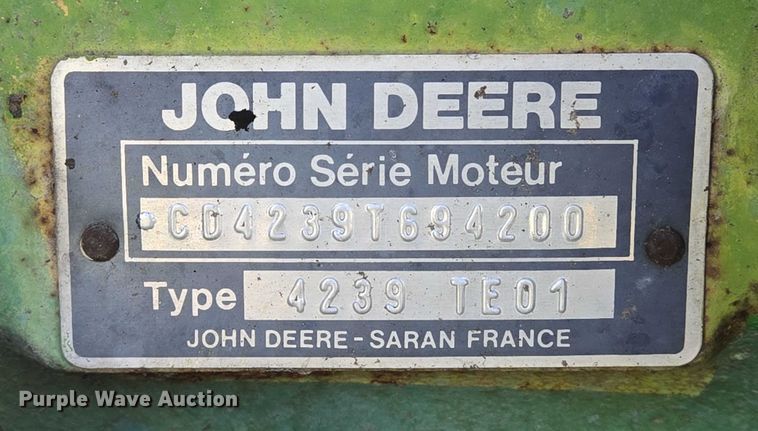 JOHN DEERE
Numéro Série Moteur
CD4239T694200
Type 4239 TE01
JOHN DEERE-SARAN FRANCE
Purple Wave Auction